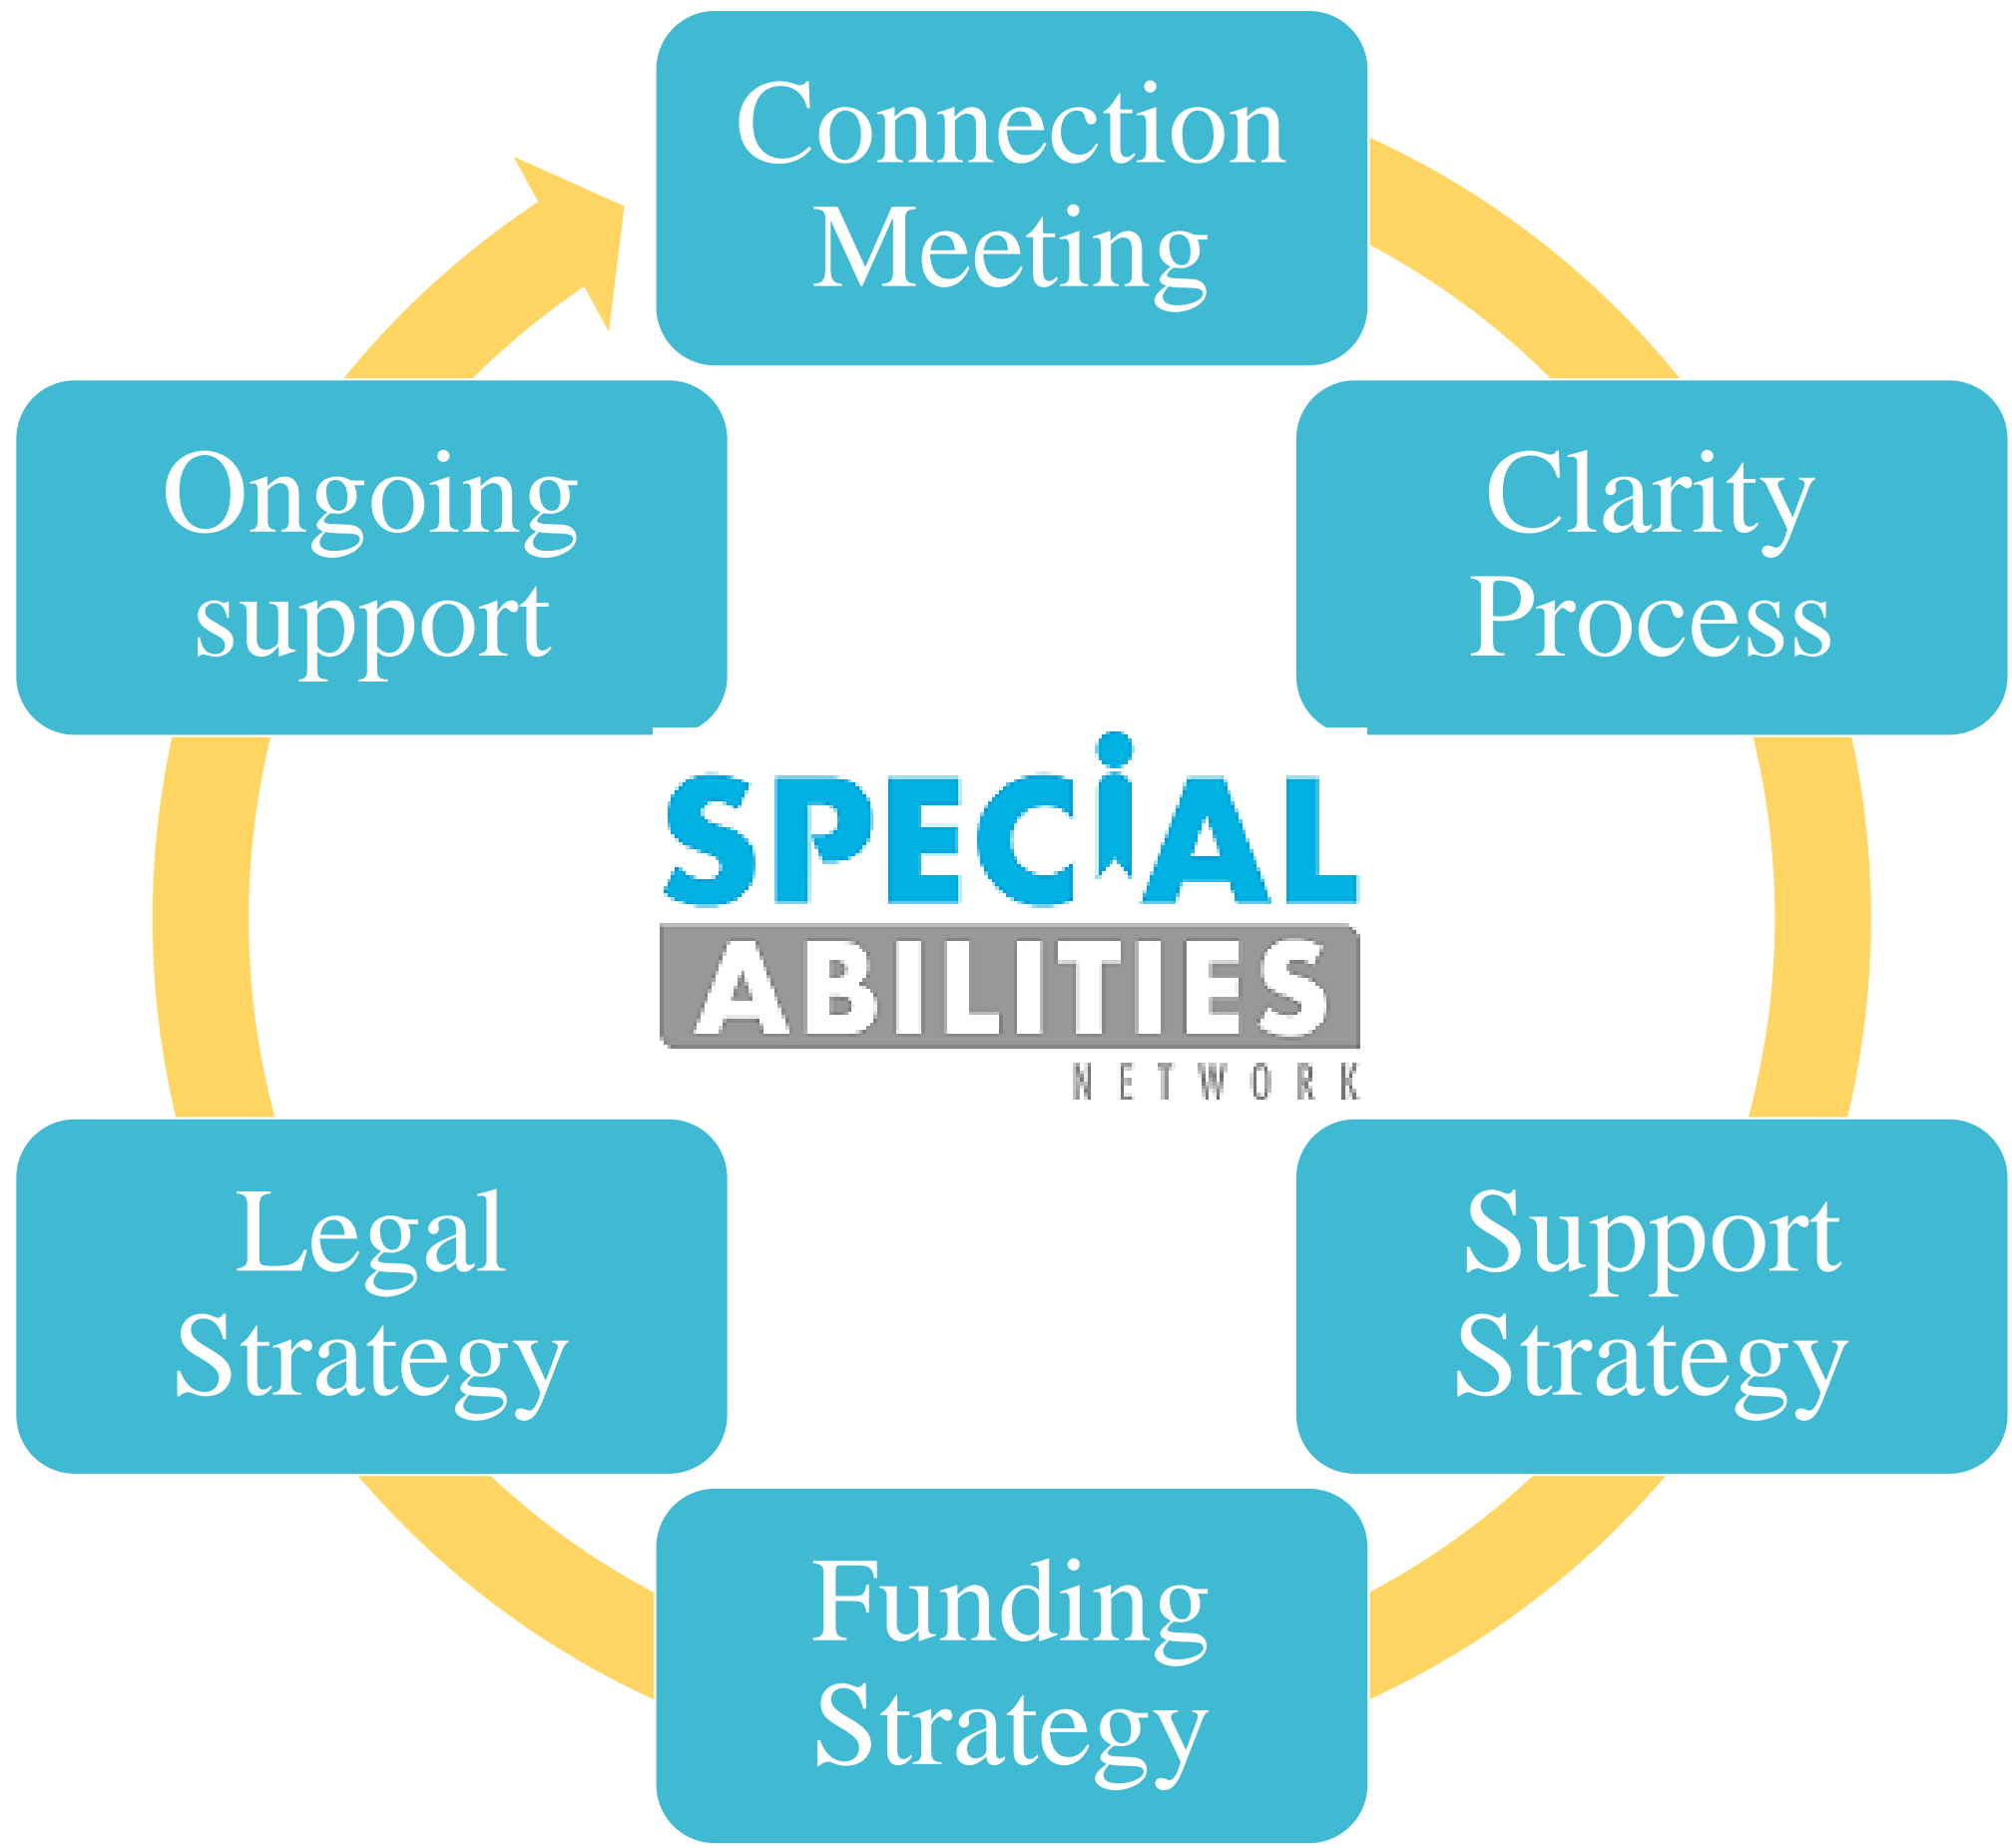 Connection
Meeting
Clarity
Process
Support
Strategy
Funding
Strategy
Legal
Strategy
Ongoing
support
SPECiAL
ABILITIES
NETWORK